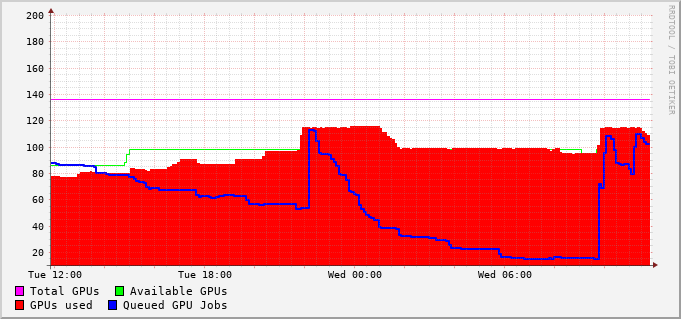 200
180
160
140
120
100
80
60
40
20
Tue 12:00 Tue 18:00 Wed 00:00 Wed 06:00
Total GPUs Available GPUs
GPUs used Queued GPU Jobs
RRDTOOL / TOBI OETIKER